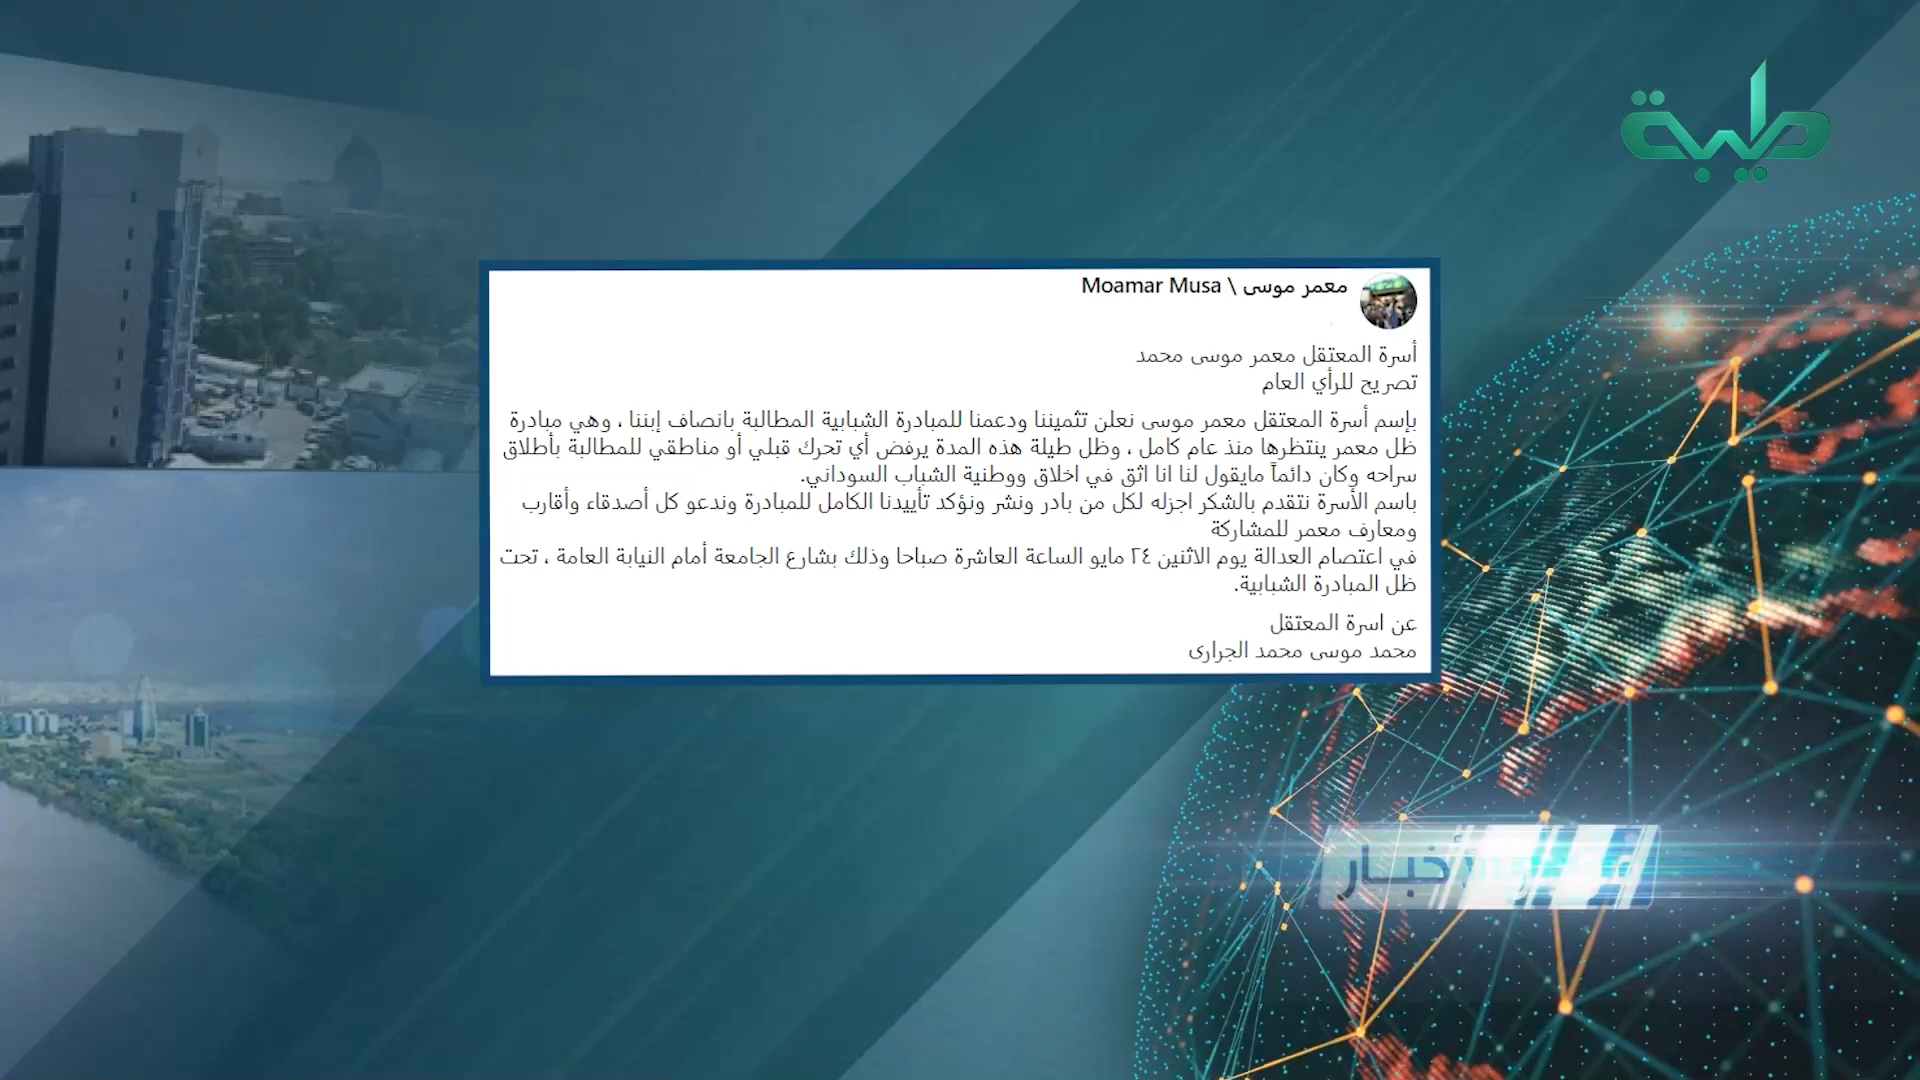 طيبة
معمر موسى \ Moamar Musa
أسرة المعتقل معمر موسى محمد
تصريح للرأي العام
بإسم أسرة المعتقل معمر موسى نعلن تثميننا ودعمنا للمبادرة الشبابية المطالبة بانصاف إبننا ، وهي مبادرة
ظل معمر ينتظرها منذ عام كامل ، وظل طيلة هذه المدة يرفض أي تحرك قبلي أو مناطقي للمطالبة بأطلاق
سراحه وكان دائماً مايقول لنا انا اثق في اخلاق ووطنية الشباب السوداني.
باسم الأسرة نتقدم بالشكر اجزله لكل من بادر ونشر ونؤكد تأييدنا الكامل للمبادرة وندعو كل أصدقاء وأقارب
ومعارف معمر للمشاركة
في اعتصام العدالة يوم الاثنين ٢٤ مايو الساعة العاشرة صباحا وذلك بشارع الجامعة أمام النيابة العامة ، تحت
ظل المبادرة الشبابية.
عن اسرة المعتقل
محمد موسى محمد الجرارى
الأخبار